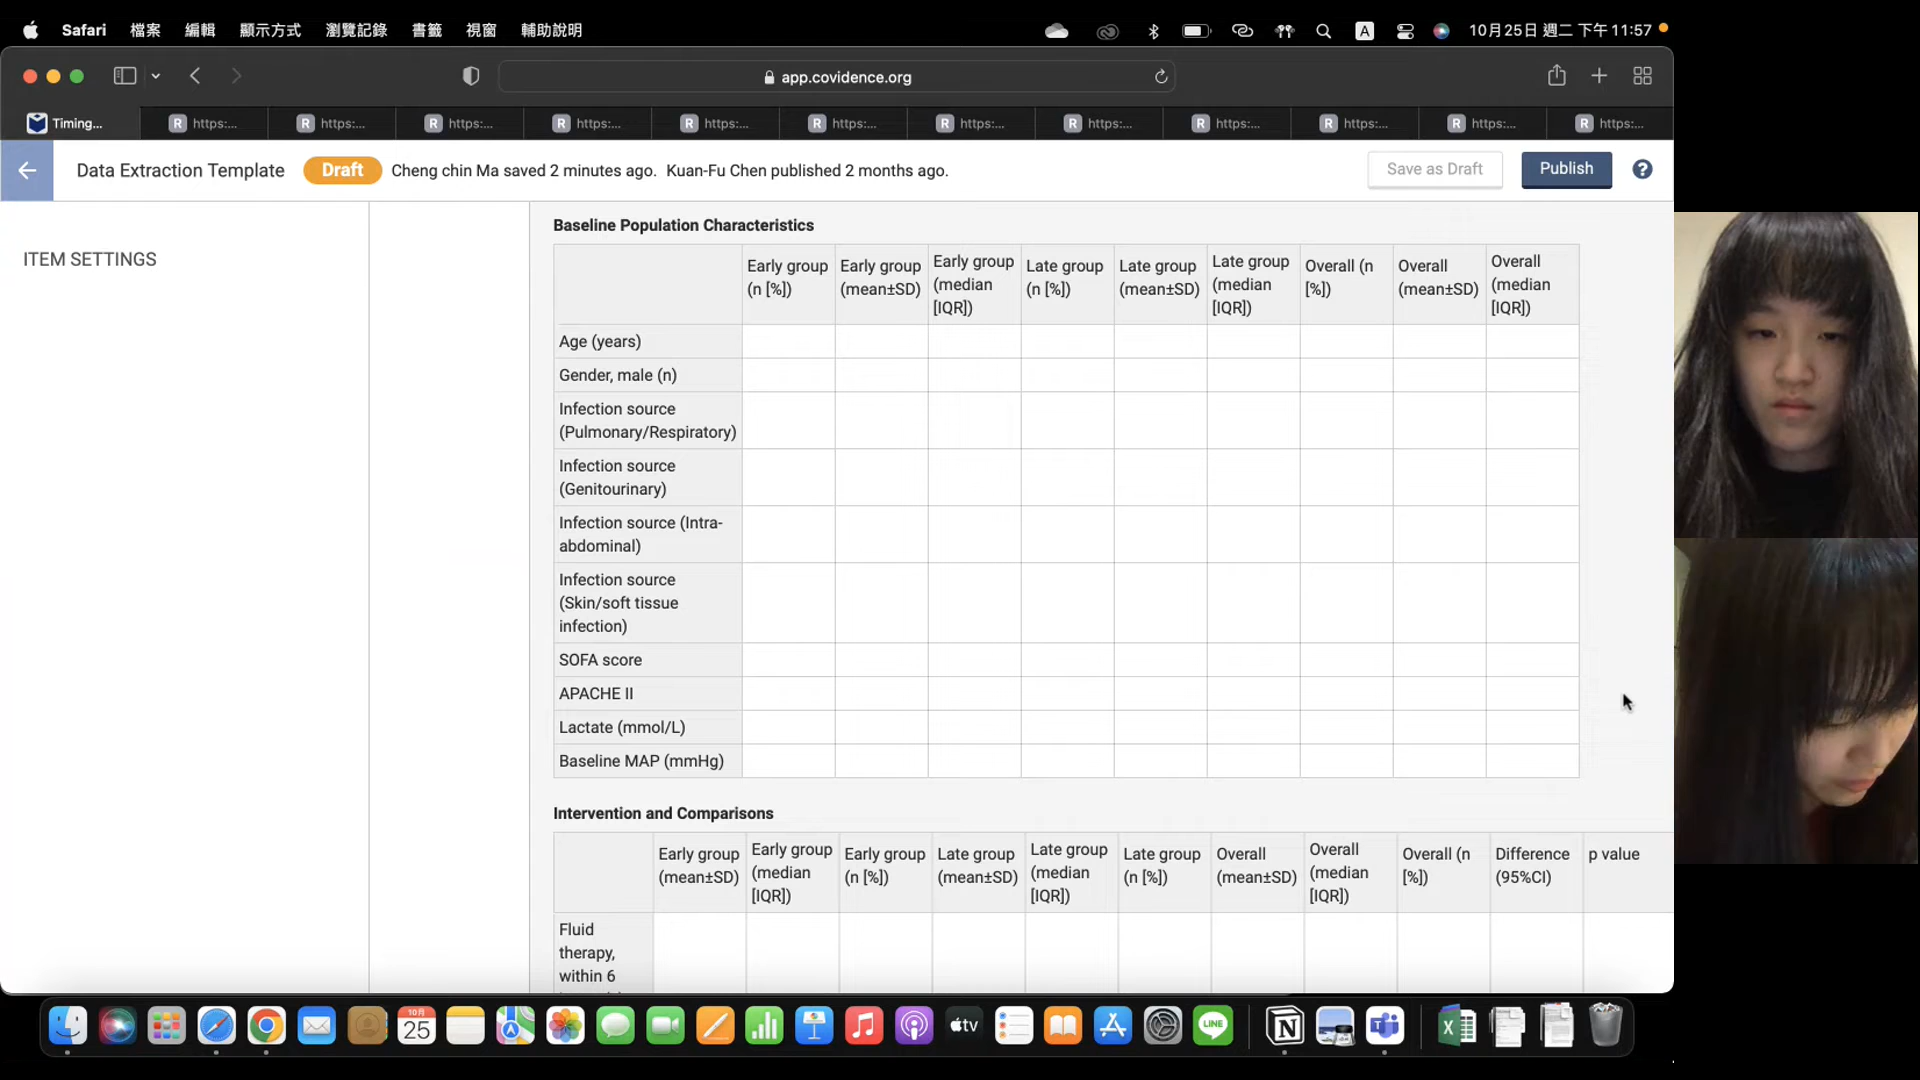 Safari 檔案 編輯 顯示方式 瀏覽記錄 書籤 視窗 輔助說明 A 10月25日 週二 下午 11:57
app.covidence.org
Timing... R https:... R https:... R https:... R https:... R https:... R https:... R https:... R https:... R https:... R https:... R https:... R https:...
Data Extraction Template Draft Cheng chin Ma saved 2 minutes ago. Kuan-Fu Chen published 2 months ago. Save as Draft Publish ?
ITEM SETTINGS
Baseline Population Characteristics
Early group (n [%])
Early group (mean±SD)
Early group (median [IQR])
Late group (n [%])
Late group (mean±SD)
Late group (median [IQR])
Overall (n [%])
Overall (mean±SD)
Overall (median [IQR])
Age (years)
Gender, male (n)
Infection source
(Pulmonary/Respiratory)
Infection source
(Genitourinary)
Infection source (Intra-
abdominal)
Infection source
(Skin/soft tissue
infection)
SOFA score
APACHE II
Lactate (mmol/L)
Baseline MAP (mmHg)
Intervention and Comparisons
Early group (mean±SD)
Early group (median [IQR])
Early group (n [%])
Late group (mean±SD)
Late group (median [IQR])
Late group (n [%])
Overall (mean±SD)
Overall (median [IQR])
Overall (n [%])
Difference (95%CI)
p value
Fluid
therapy,
within 6
10月
25
tv
LINE